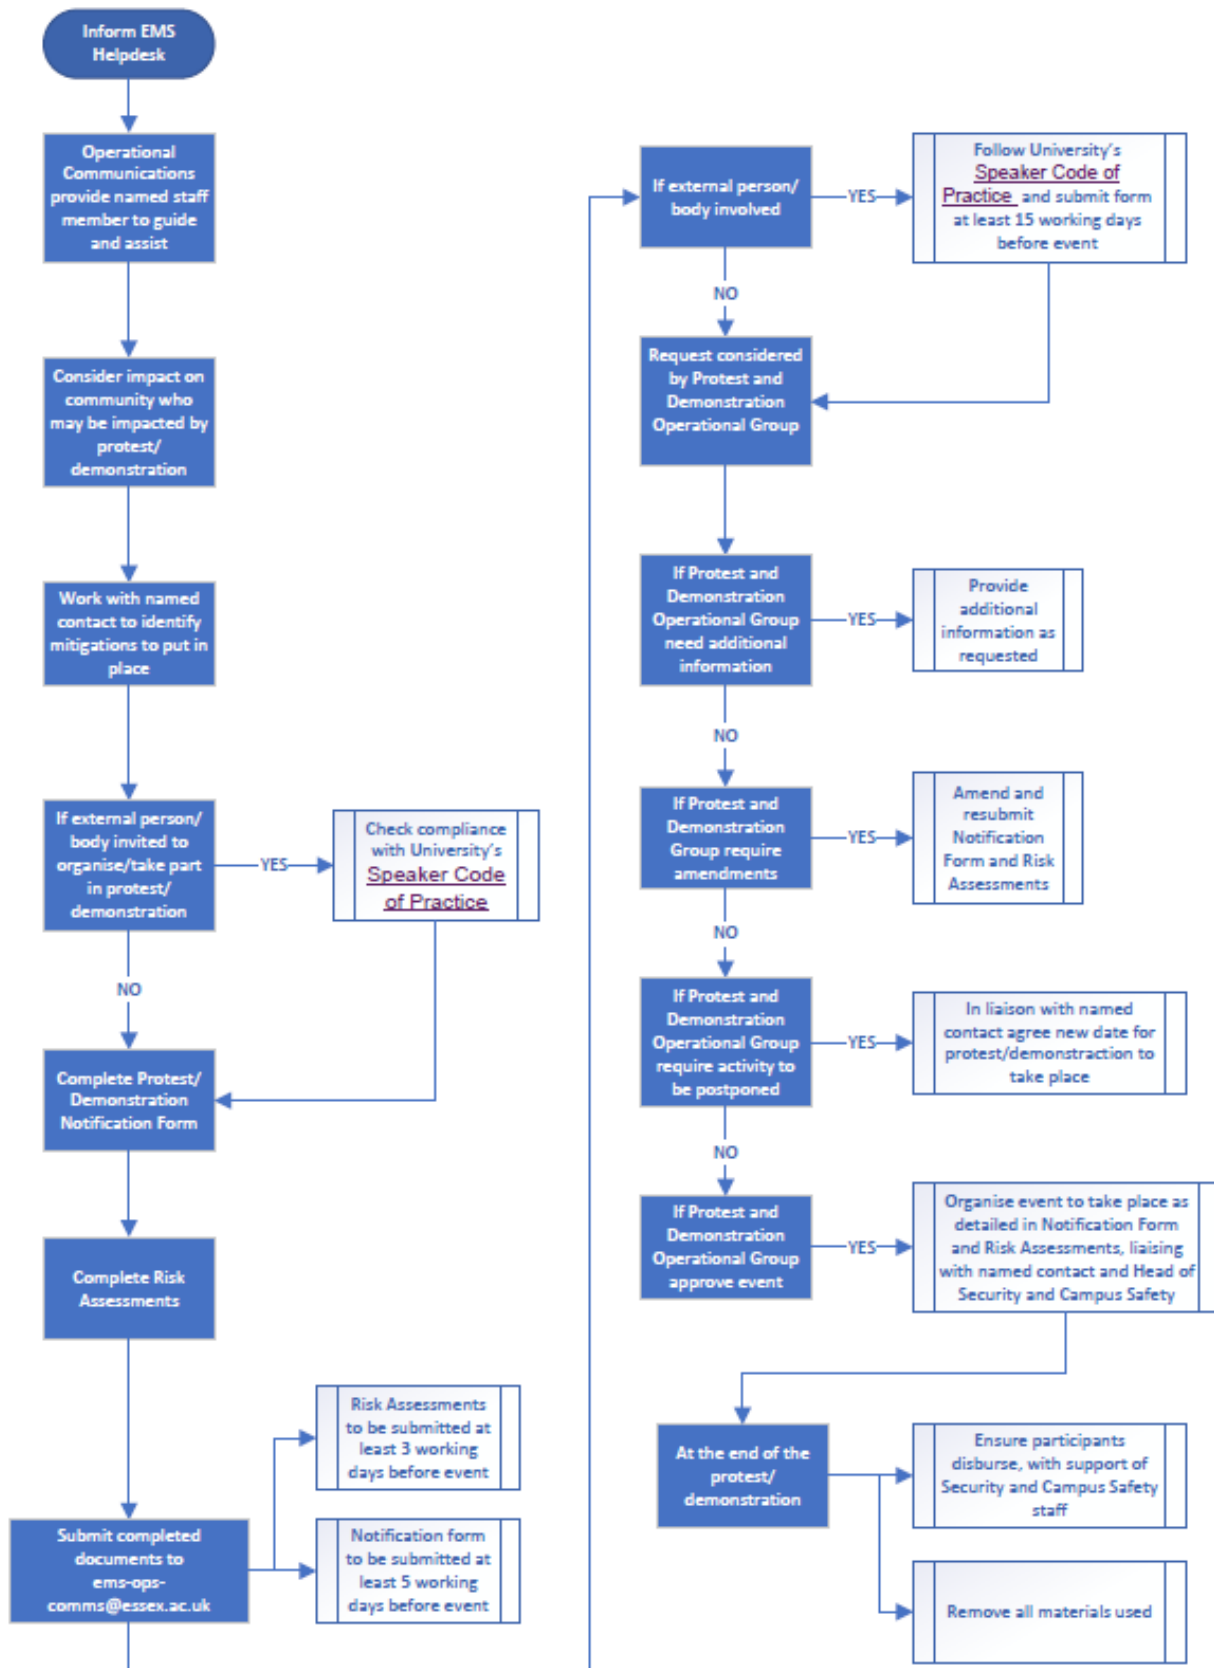 Inform EMS
Helpdesk
Operational
Communications
provide named staff
member to guide
and assist
Consider impact on
community who
may be impacted by
protest/
demonstration
Work with named
contact to identify
mitigations to put in
place
If external person/
body invited to
organise/take part
in protest/
demonstration
YES
Check compliance
with University's
Speaker Code
of Practice
NO
Complete Protest/
Demonstration
Notification Form
Complete Risk
Assessments
Submit completed
documents to
ems-ops-
comms@essex.ac.uk
Risk Assessments
to be submitted at
least 3 working
days before event
Notification form
to be submitted at
least 5 working
days before event
If external person/
body involved
YES
Follow University's
Speaker Code of
Practice and submit form
at least 15 working days
before event
NO
Request considered
by Protest and
Demonstration
Operational Group
If Protest and
Demonstration
Operational Group
need additional
information
YES
Provide
additional
information as
requested
NO
If Protest and
Demonstration
Group require
amendments
YES
Amend and
resubmit
Notification
Form and Risk
Assessments
NO
If Protest and
Demonstration
Operational Group
require activity to
be postponed
YES
In liaison with named
contact agree new date for
protest/demonstraction to
take place
NO
If Protest and
Demonstration
Operational Group
approve event
YES
Organise event to take place as
detailed in Notification Form
and Risk Assessments, liaising
with named contact and Head of
Security and Campus Safety
At the end of the
protest/
demonstration
Ensure participants
disburse, with support of
Security and Campus Safety
staff
Remove all materials used